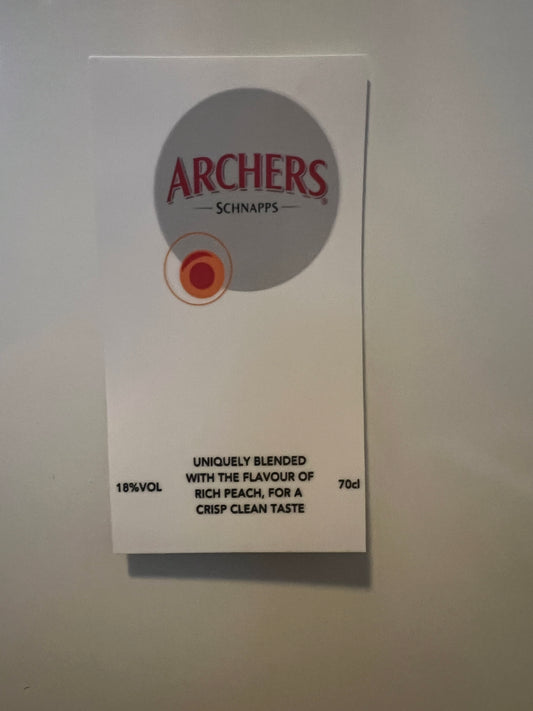 ARCHERS®
SCHNAPPS
UNIQUELY BLENDED
WITH THE FLAVOUR OF
RICH PEACH, FOR A
CRISP CLEAN TASTE
18%VOL
70cl